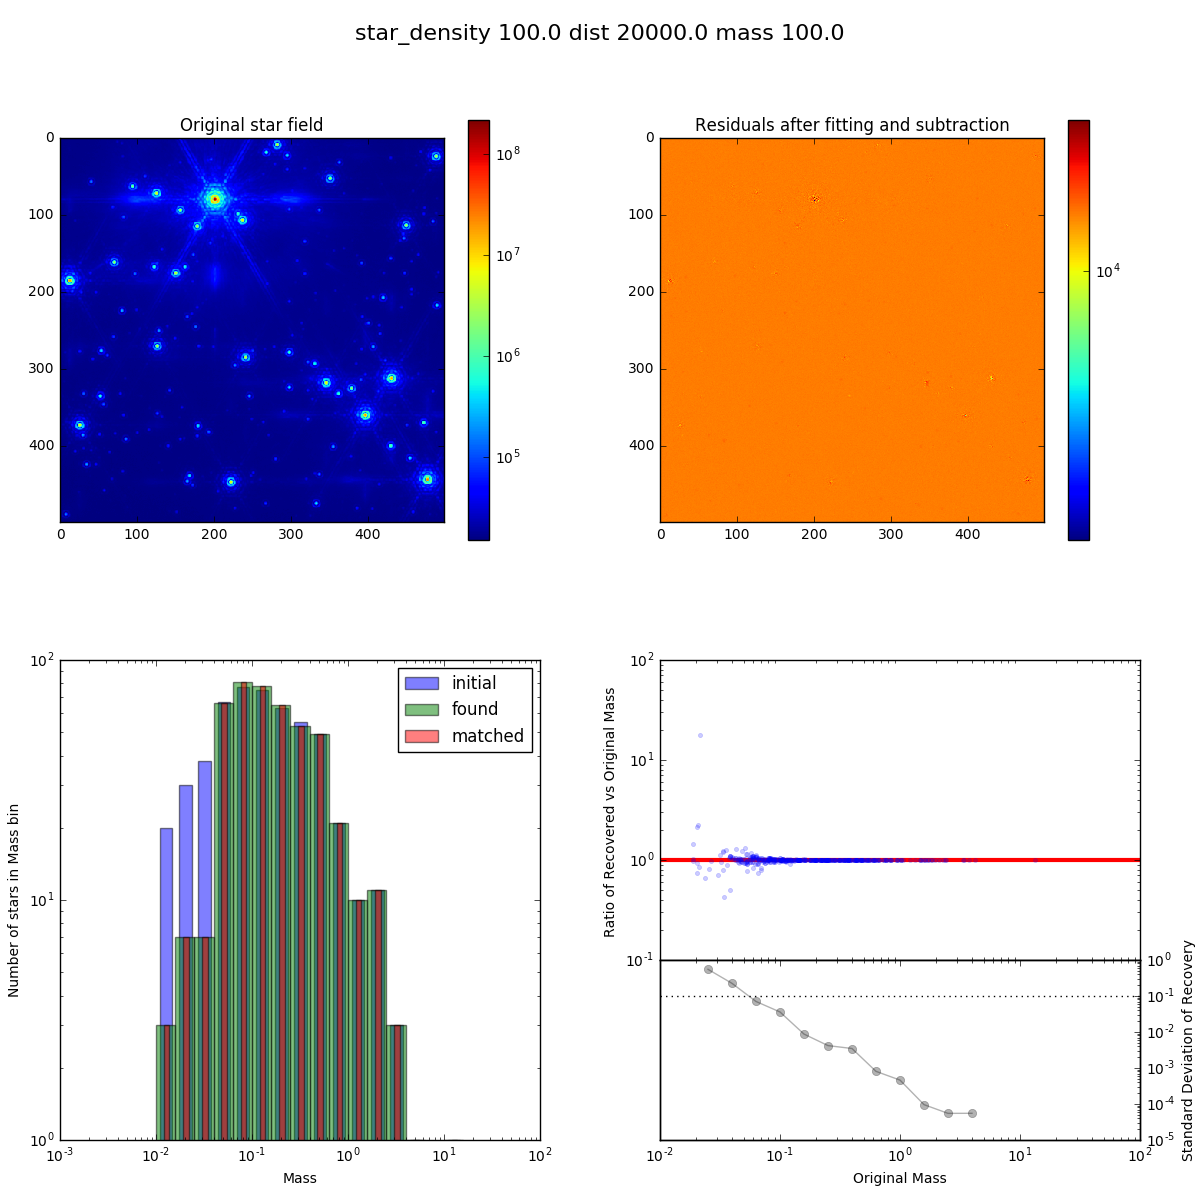 star_density 100.0 dist 20000.0 mass 100.0
Original star field
0
100
200
300
400
0 100 200 300 400
10^8
10^7
10^6
10^5
Residuals after fitting and subtraction
0
100
200
300
400
0 100 200 300 400
10^4
Number of stars in Mass bin
10^2
10^1
10^0
initial
found
matched
10^-3 10^-2 10^-1 10^0 10^1 10^2
Mass
Ratio of Recovered vs Original Mass
10^2
10^1
10^0
10^-1
10^0
10^-1
10^-2
10^-3
10^-4
10^-5
Standard Deviation of Recovery
10^-2 10^-1 10^0 10^1 10^2
Original Mass